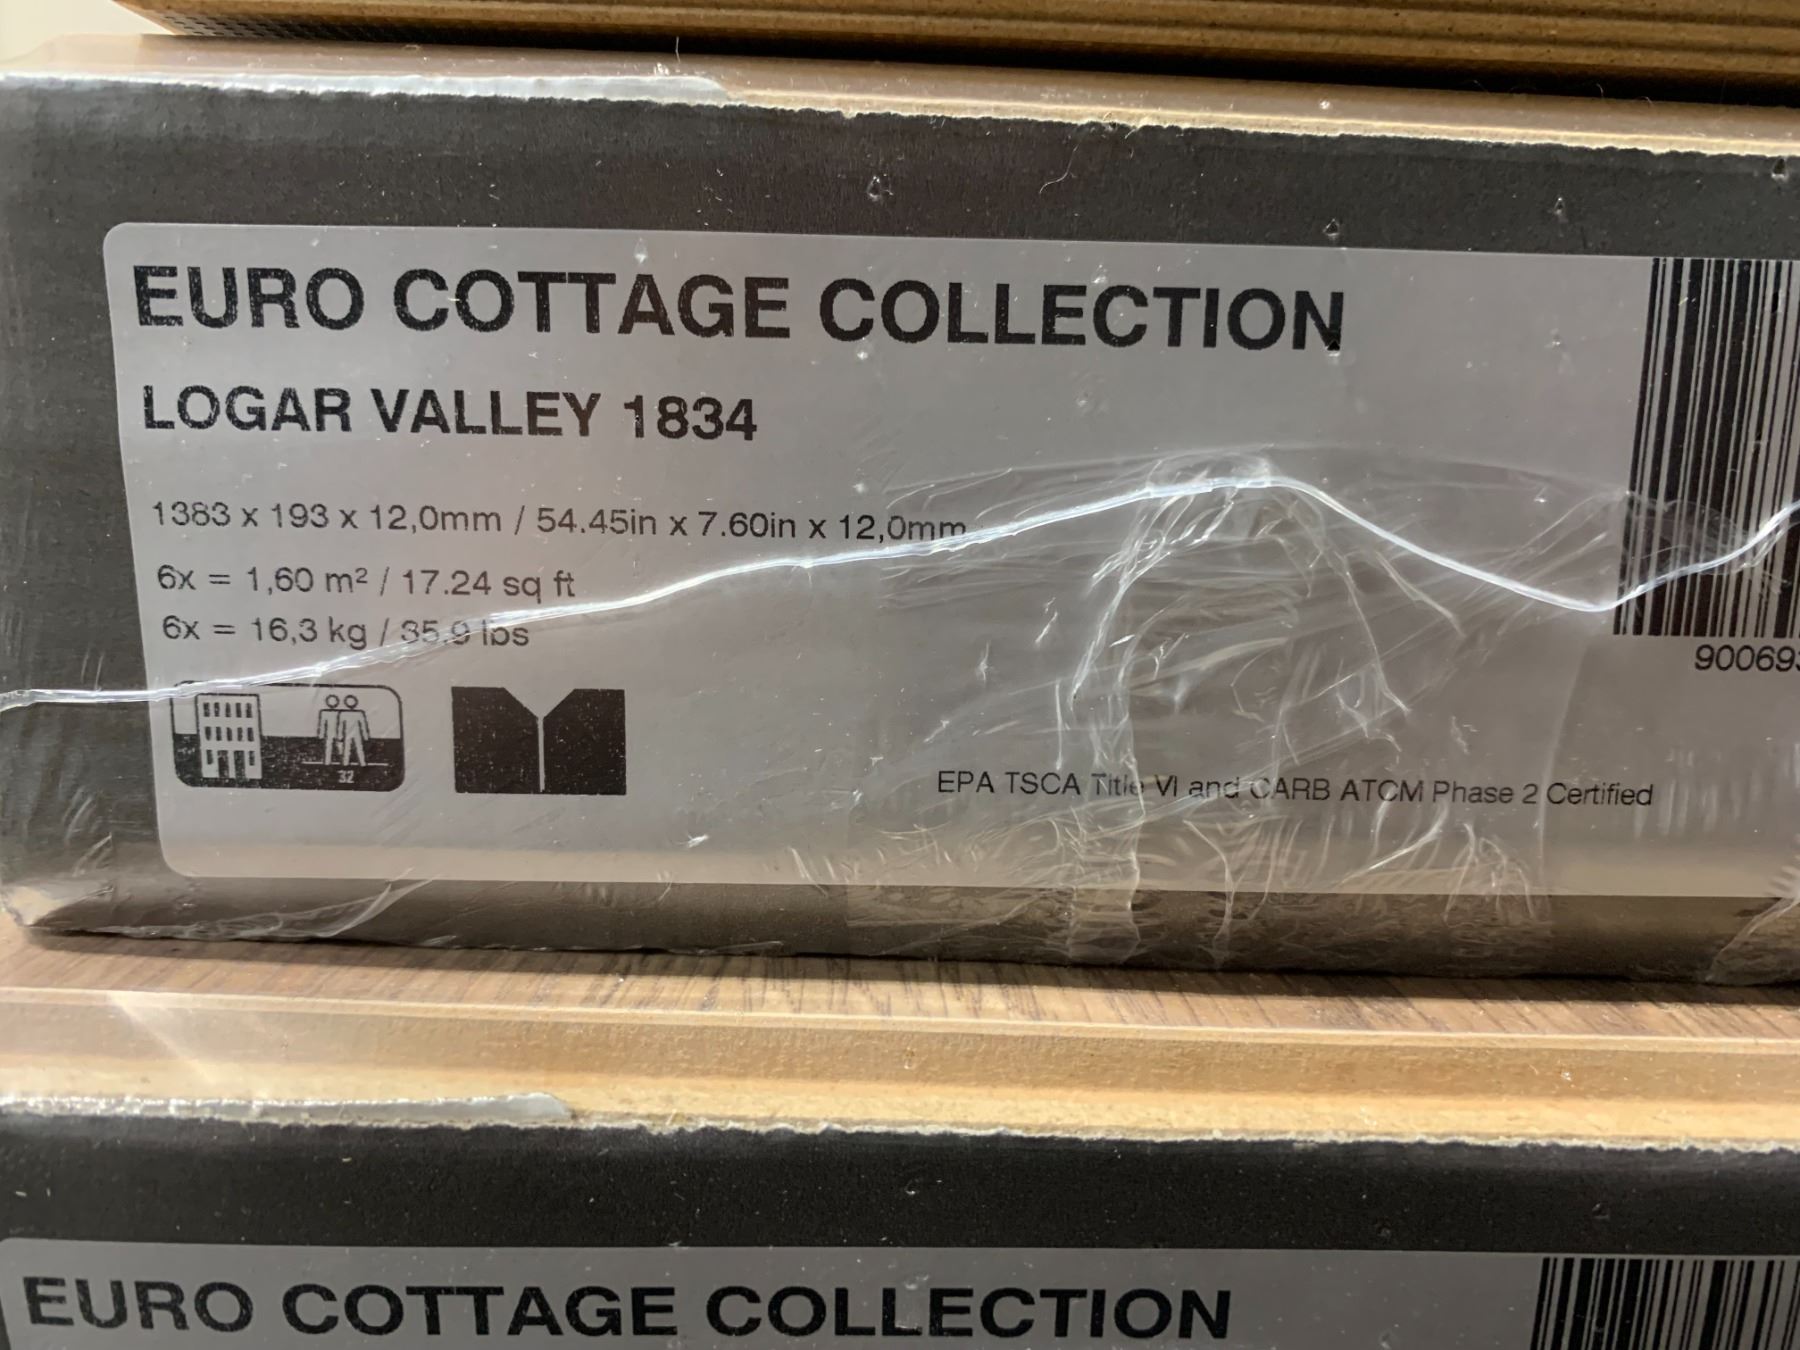 EURO COTTAGE COLLECTION
LOGAR VALLEY 1834
1383 x 193 x 12,0mm / 54.45in x 7.60in x 12,0mm
6x = 1,60 m² / 17.24 sq ft
6x = 16,3 kg / 35.9 lbs
32
900693
EPA TSCA Title VI and CARB ATCM Phase 2 Certified
EURO COTTAGE COLLECTION